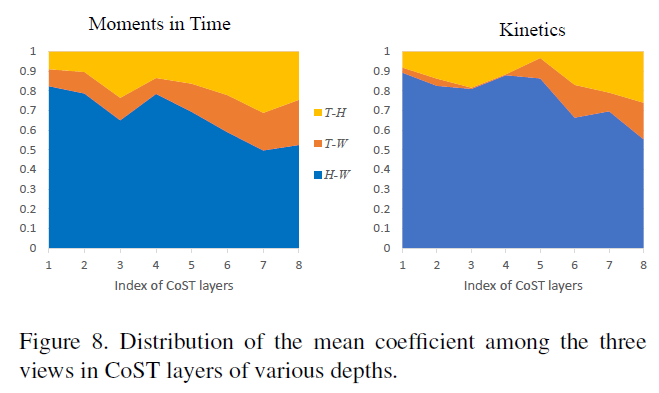 Moments in Time
1
0.9
0.8
0.7
0.6
0.5
0.4
0.3
0.2
0.1
0
1 2 3 4 5 6 7 8
Index of CoST layers
T-H
T-W
H-W
Kinetics
1
0.9
0.8
0.7
0.6
0.5
0.4
0.3
0.2
0.1
0
1 2 3 4 5 6 7 8
Index of CoST layers
Figure 8. Distribution of the mean coefficient among the three
views in CoST layers of various depths.